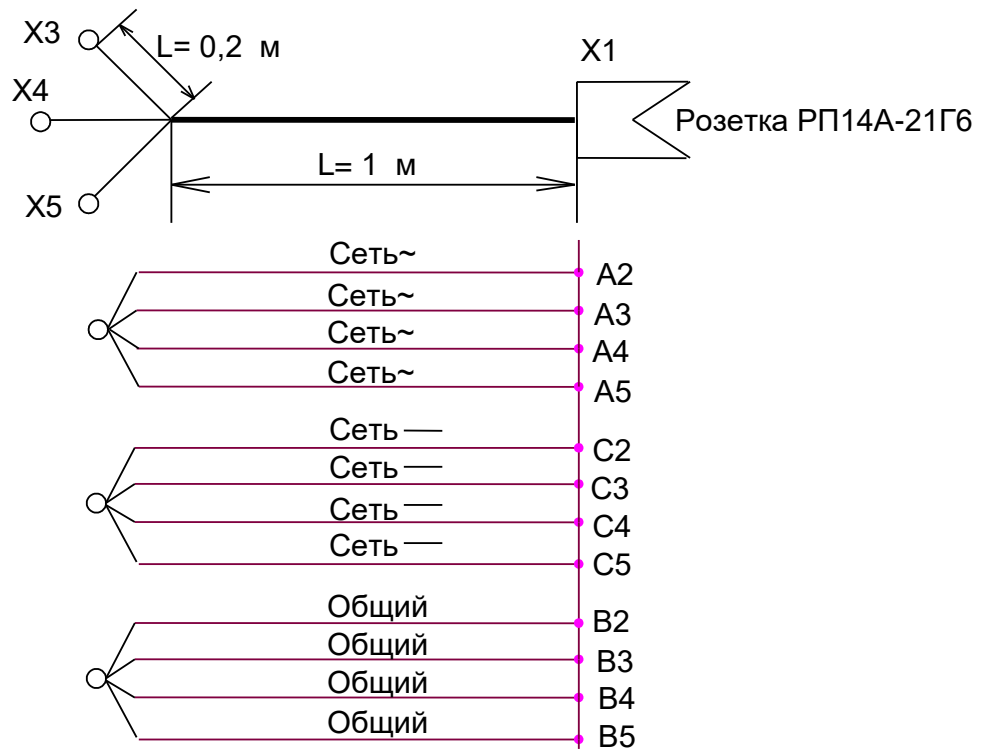 X3
L= 0,2 м
X1
X4
Розетка РП14А-21Г6
L= 1 м
X5
Сеть~
A2
Сеть~
A3
Сеть~
A4
Сеть~
A5
Сеть —
C2
Сеть —
C3
Сеть —
C4
Сеть —
C5
Общий
B2
Общий
B3
Общий
B4
Общий
B5